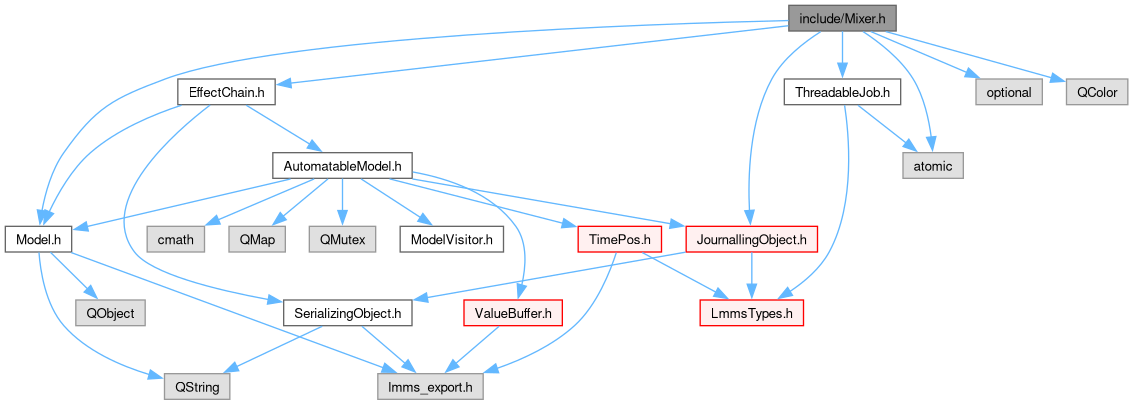 include/Mixer.h
EffectChain.h
ThreadableJob.h
optional
QColor
AutomatableModel.h
atomic
Model.h
cmath
QMap
QMutex
ModelVisitor.h
TimePos.h
JournallingObject.h
QObject
SerializingObject.h
ValueBuffer.h
LmmsTypes.h
QString
lmms_export.h